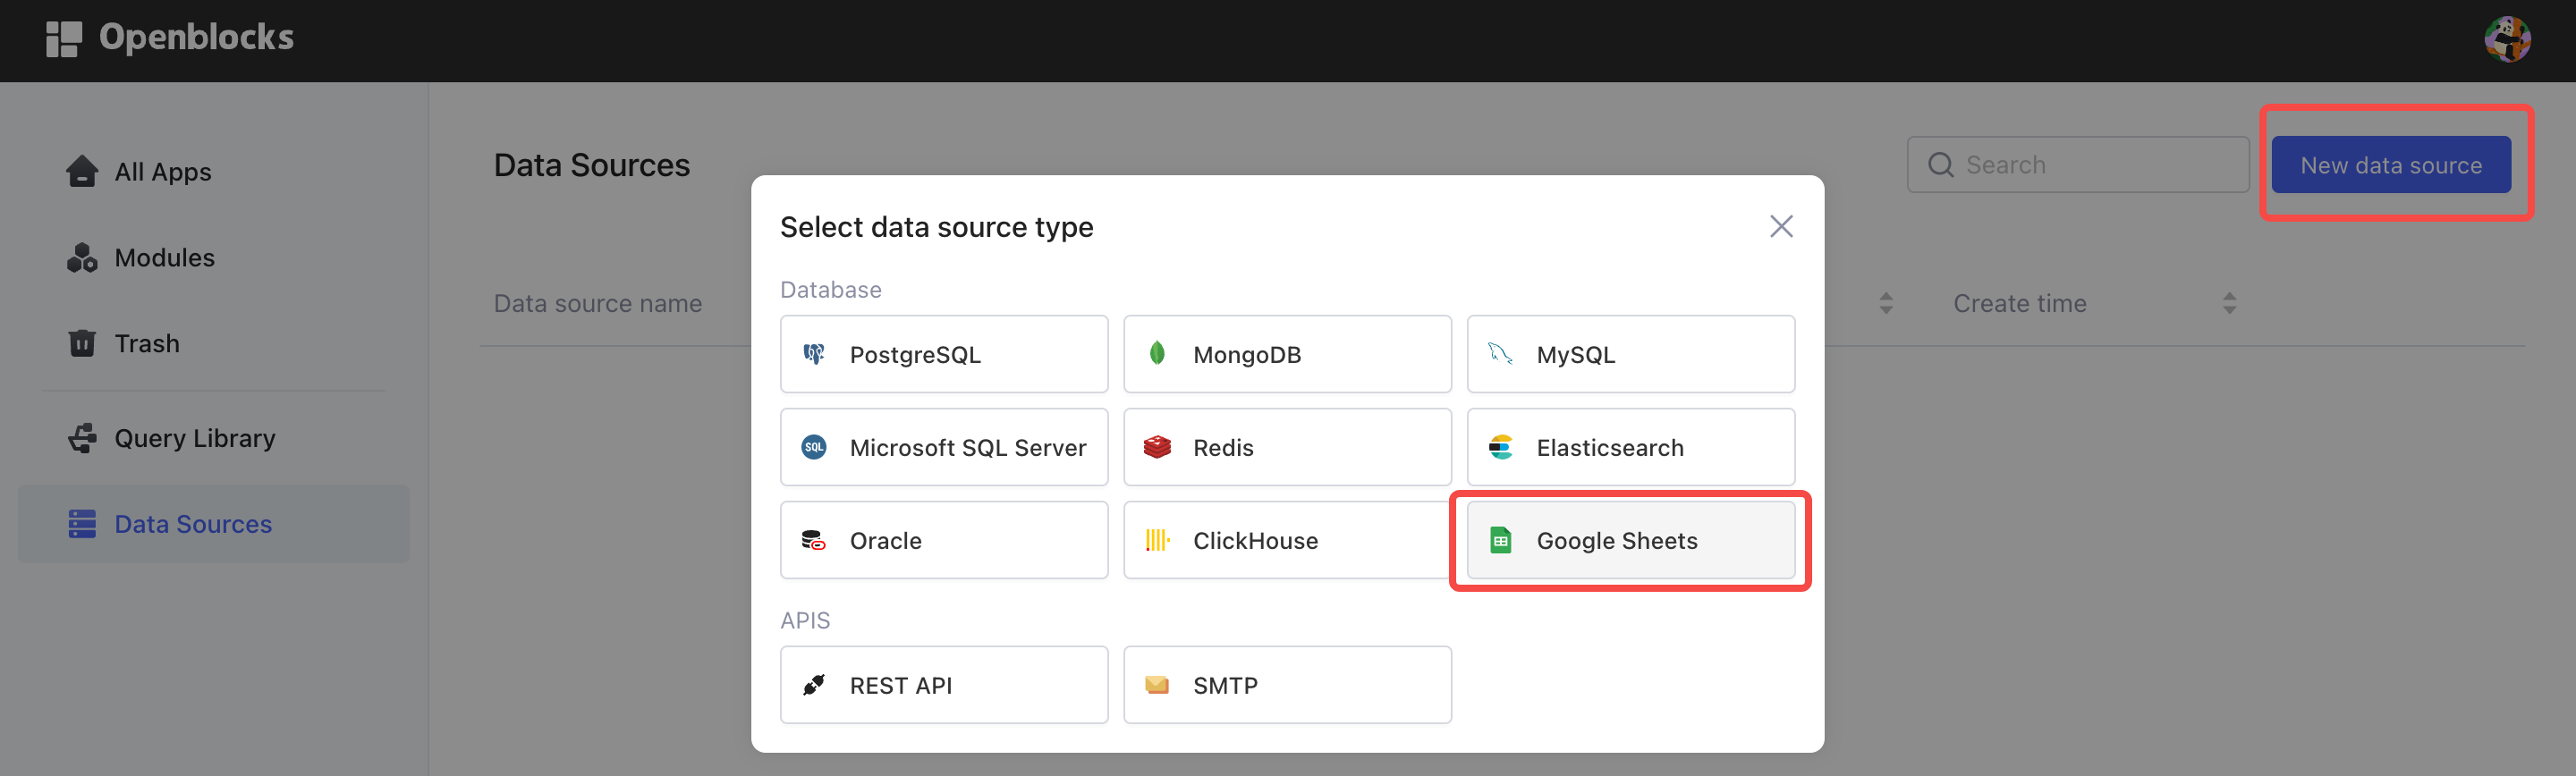 Openblocks
All Apps
Modules
Trash
Query Library
Data Sources
Data Sources
Search
New data source
Data source name
Create time
Select data source type
Database
PostgreSQL
MongoDB
MySQL
SQL
Microsoft SQL Server
Redis
Elasticsearch
Oracle
ClickHouse
Google Sheets
APIS
REST API
SMTP